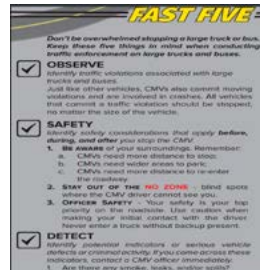 FAST FIVE
Don't be overwhelmed stopping a large truck or bus.
Keep these five things in mind when conducting
traffic enforcement on large trucks and buses.
OBSERVE
Identify traffic violations associated with large
trucks and buses.
Just like other vehicles, CMVs also commit moving
violations and are involved in crashes. All vehicles
that commit a traffic violation should be stopped,
no matter the size of the vehicle.
SAFETY
Identify safety considerations that apply before,
during, and after you stop the CMV.
1. BE AWARE of your surroundings. Remember:
a. CMVs need more distance to stop;
b. CMVs need wider areas to park;
c. CMVs need more distance to re-enter
the roadway.
2. STAY OUT OF THE NO ZONE - blind spots
where the CMV driver cannot see you.
3. OFFICER SAFETY - Your safety is your top
priority on the roadside. Use caution when
making your initial contact with the driver.
Never enter a truck without backup present.
DETECT
Identify potential indicators or serious vehicle
defects or criminal activity. If you come across these
indicators, contact a CMV officer immediately.
1. Are there any smoke, leaks, and/or spills?